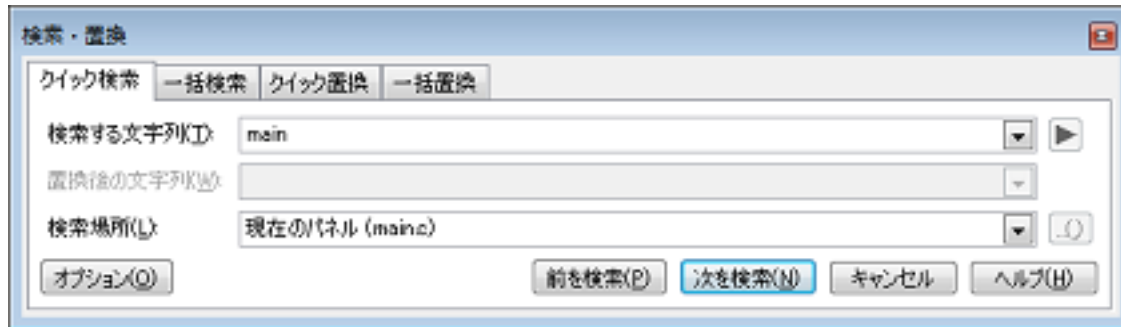 検索・置換
クイック検索 一括検索 クイック置換 一括置換
検索する文字列(T): main
置換後の文字列(W):
検索場所(L): 現在のパネル (main.c)
オプション(O) 前を検索(P) 次を検索(N) キャンセル ヘルプ(H)